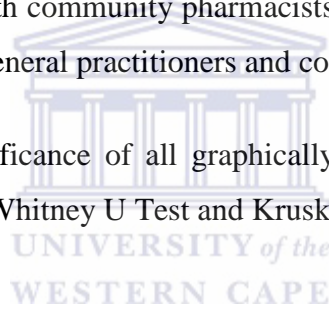 th community pharmacists
eneral practitioners and co
ficance of all graphically
Whitney U Test and Krusk
UNIVERSITY of the
WESTERN CAPE